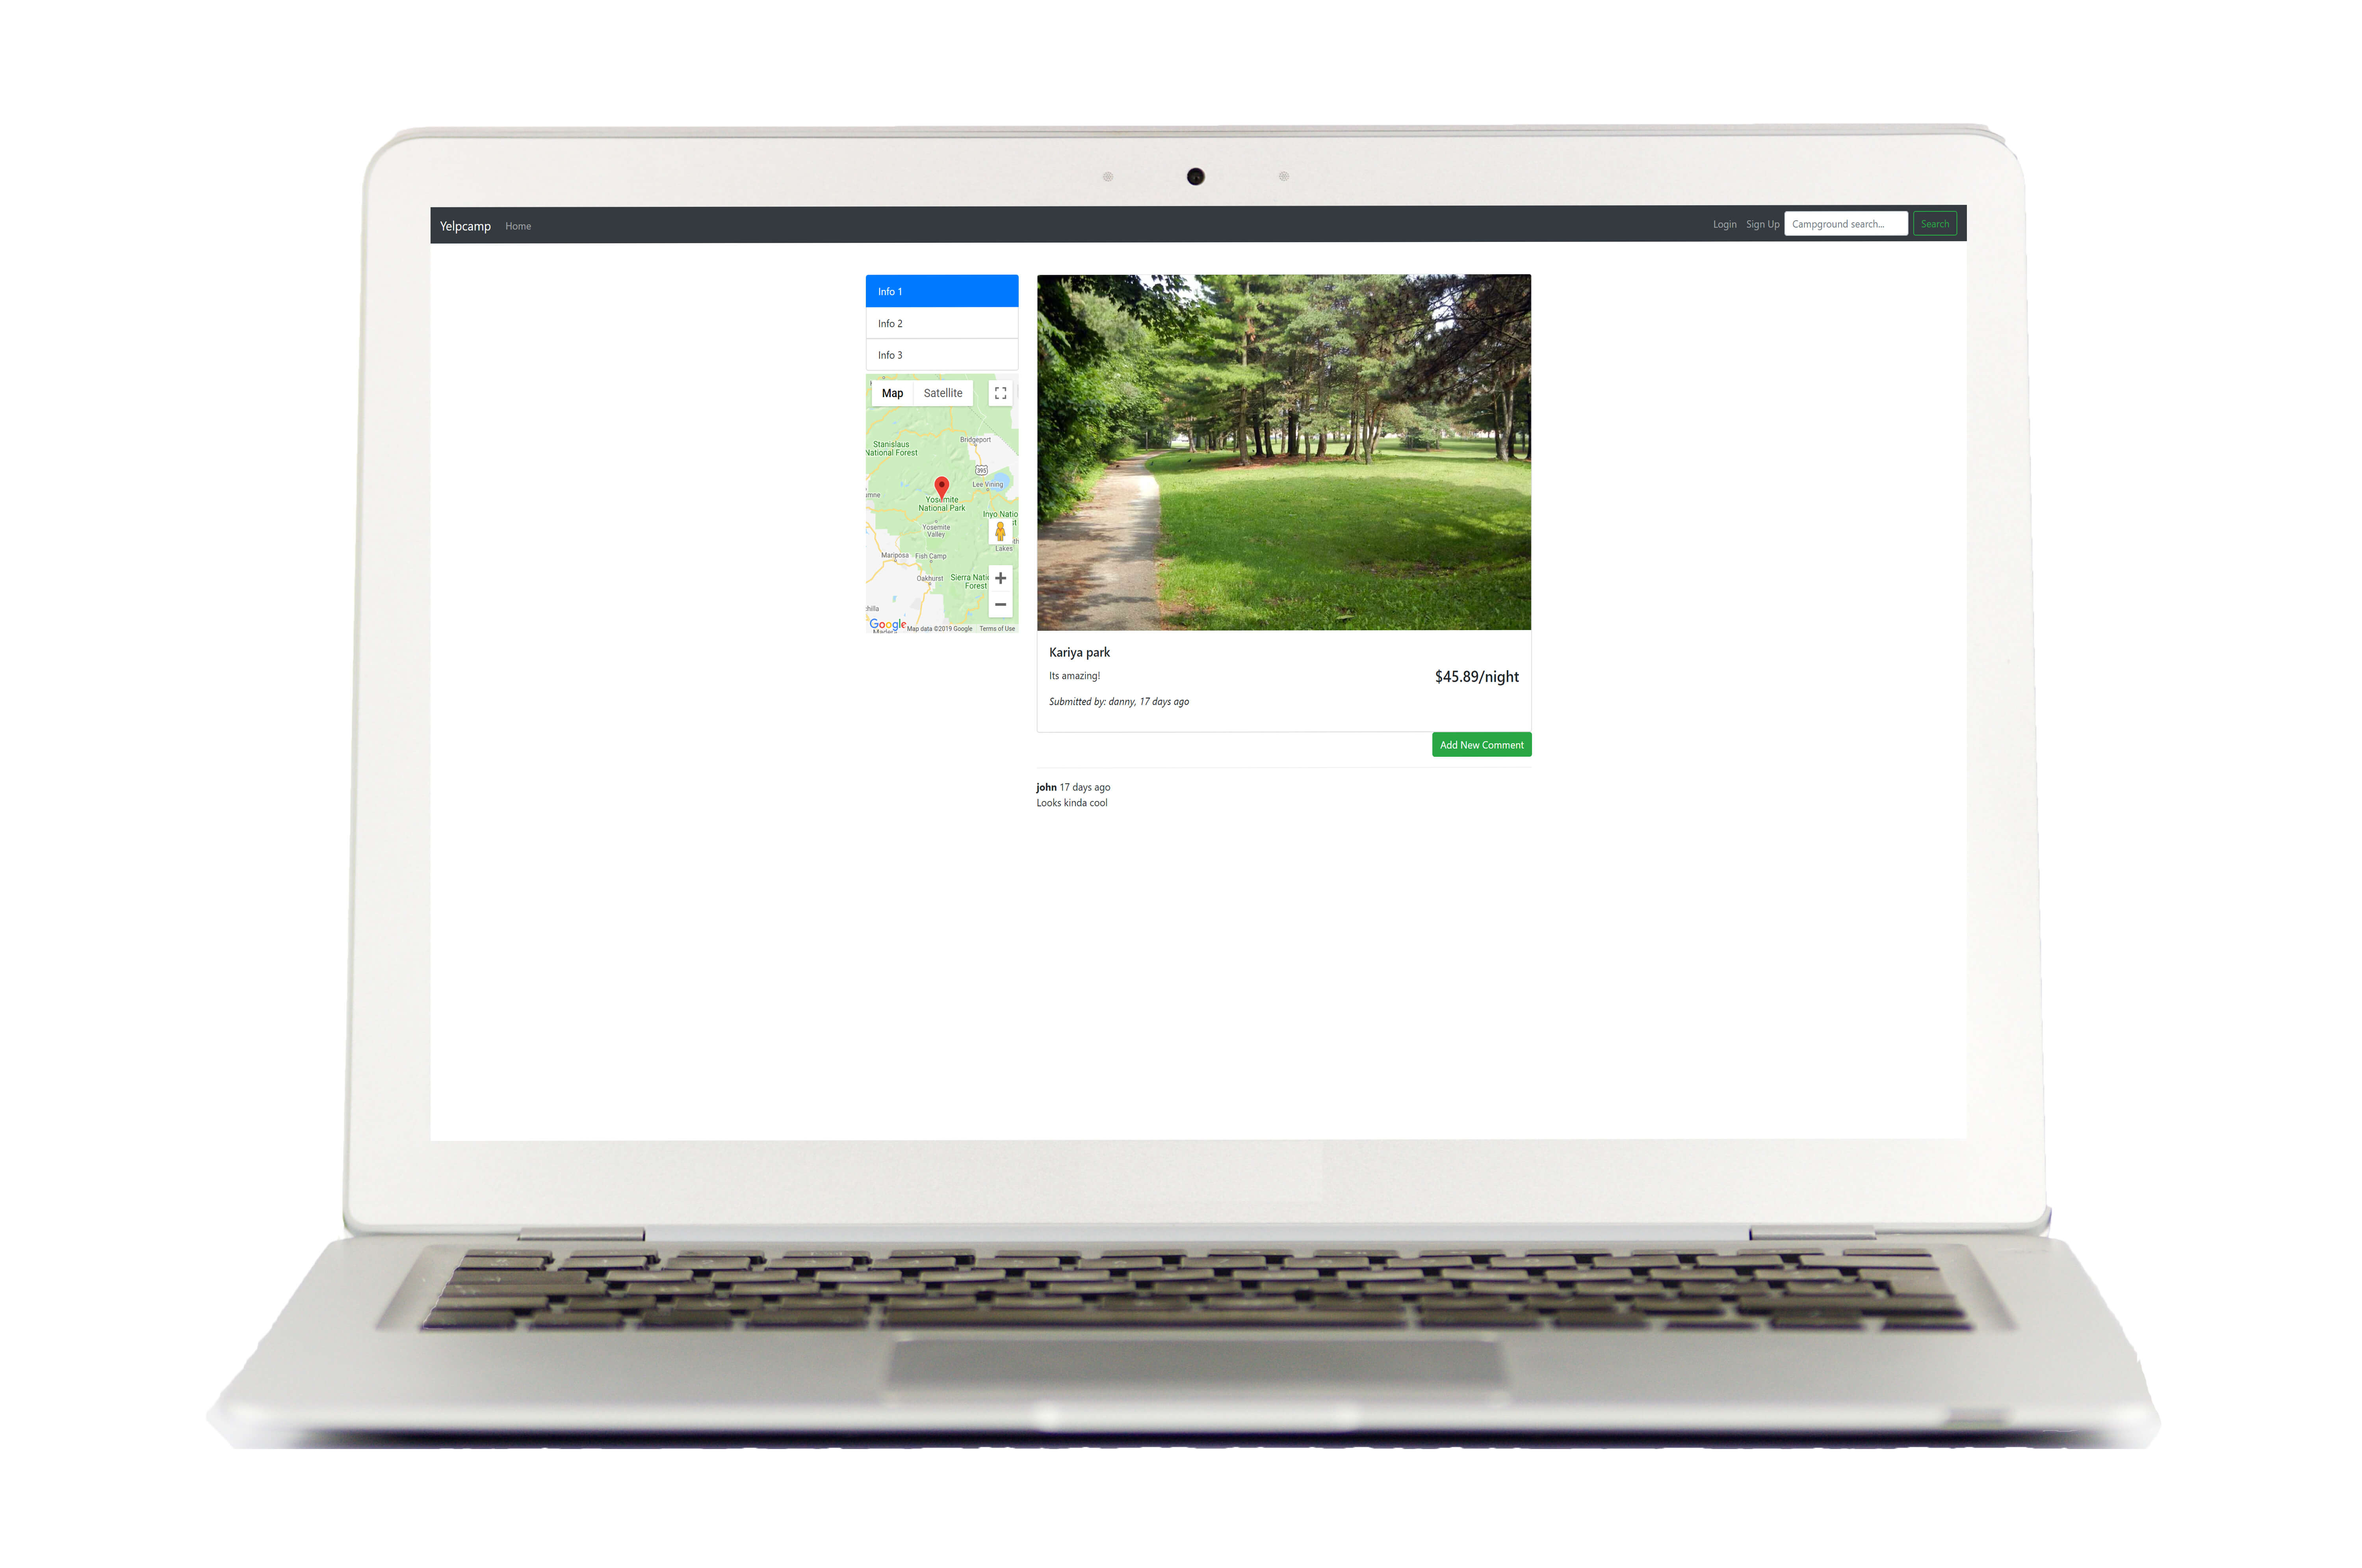 Yelpcamp Home Login Sign Up Campground search... Search
Info 1
Info 2
Info 3
Map Satellite
Bridgeport
Stanislaus
National Forest
395
Lee Vining
Yosemite
National Park
Inyo Natio
Yosemite
Valley
Lakes
Mariposa Fish Camp
Oakhurst
Sierra Natio
Forest
Google Map data ©2019 Google Terms of Use
Kariya park
Its amazing!
$45.89/night
Submitted by: danny, 17 days ago
Add New Comment
john 17 days ago
Looks kinda cool